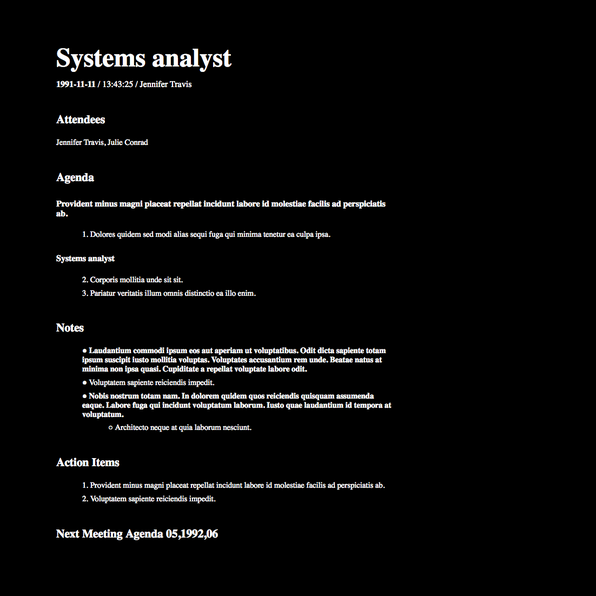 Systems analyst
1991-11-11 / 13:43:25 / Jennifer Travis
Attendees
Jennifer Travis, Julie Conrad
Agenda
Provident minus magni placeat repellat incidunt labore id molestiae facilis ad perspiciatis
ab.
1. Dolores quidem sed modi alias sequi fuga qui minima tenetur ea culpa ipsa.
Systems analyst
2. Corporis mollitia unde sit sit.
3. Pariatur veritatis illum omnis distinctio ea illo enim.
Notes
● Laudantium commodi ipsum eos aut aperiam ut voluptatibus. Odit dicta sapiente totam
ipsum suscipit iusto mollitia voluptas. Voluptates accusantium rem unde. Beatae natus at
minima non ipsa quasi. Cupiditate a repellat voluptate labore odit.
● Voluptatem sapiente reiciendis impedit.
● Nobis nostrum totam nam. In dolorem quidem quos reiciendis quisquam assumenda
eaque. Labore fuga qui incidunt voluptatum laborum. Iusto quae laudantium id tempora at
voluptatum.
○ Architecto neque at quia laborum nesciunt.
Action Items
1. Provident minus magni placeat repellat incidunt labore id molestiae facilis ad perspiciatis ab.
2. Voluptatem sapiente reiciendis impedit.
Next Meeting Agenda 05,1992,06